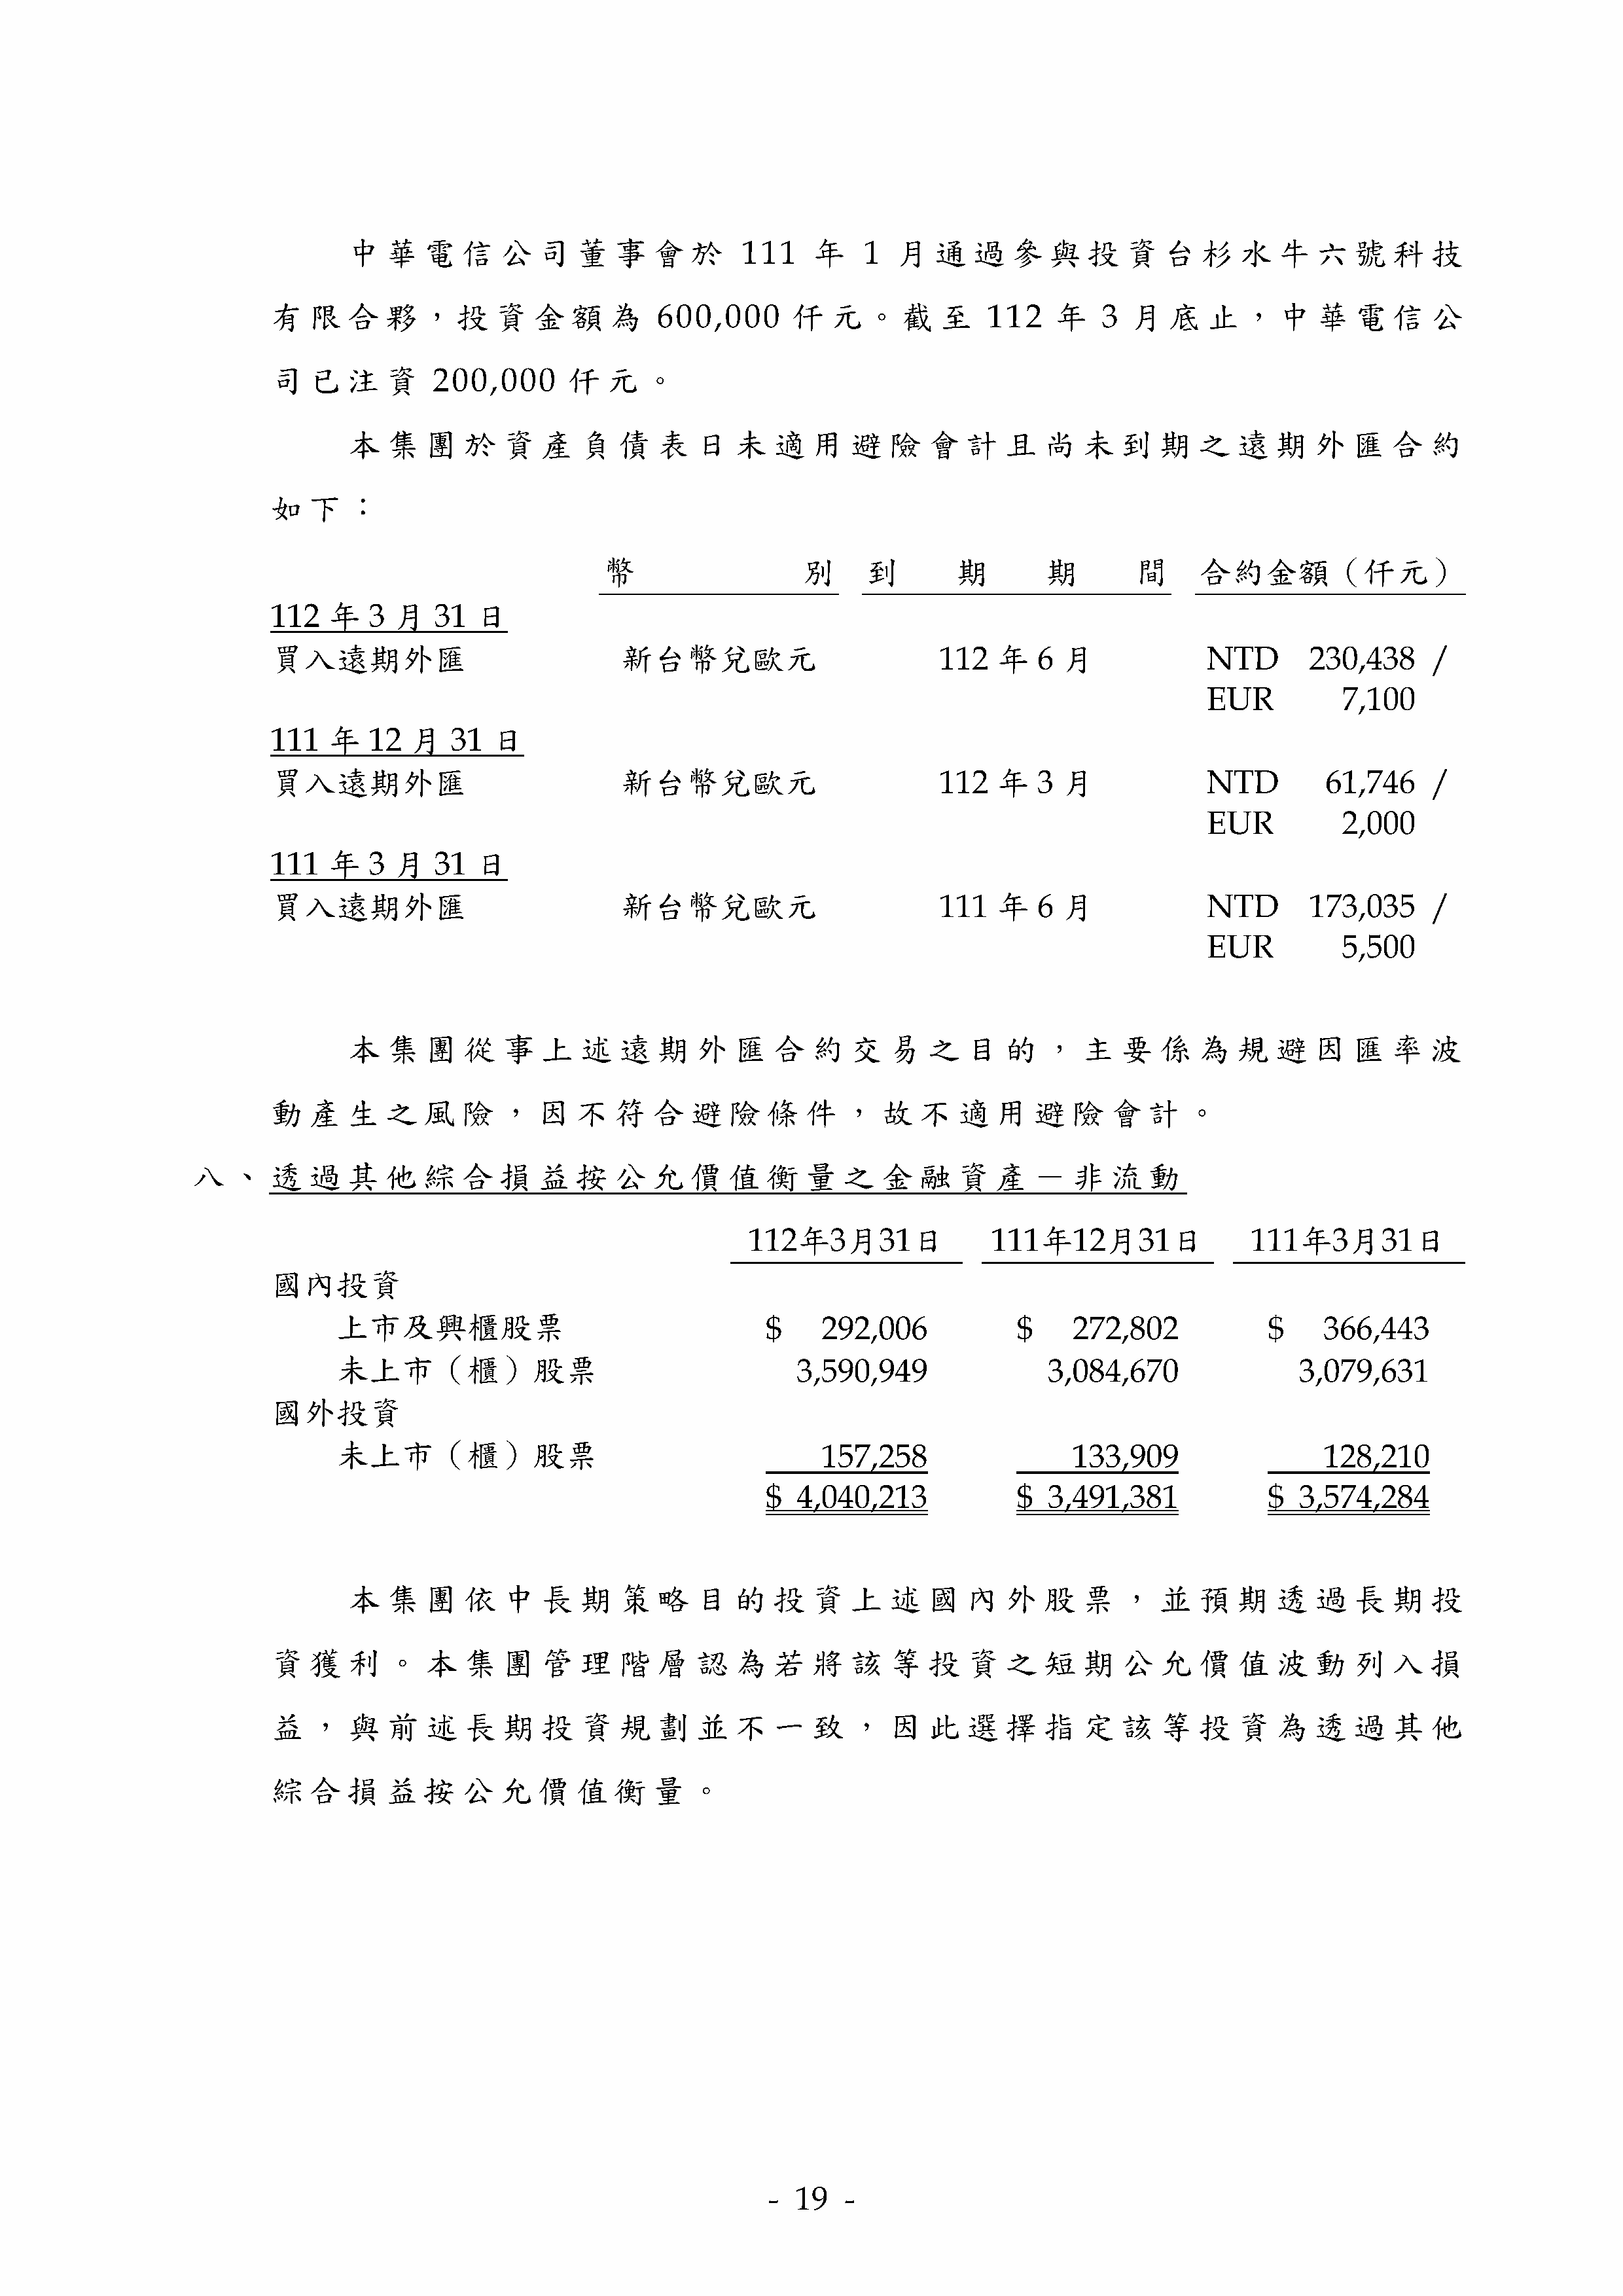 中華電信公司董事會於 111 年 1 月通過參與投資台杉水牛六號科技
有限合夥，投資金額為 600,000 仟元。截至 112 年 3 月底止，中華電信公
司已注資 200,000 仟元。
本集團於資產負債表日未適用避險會計且尚未到期之遠期外匯合約
如下：
幣別 到期期間 合約金額（仟元）
112 年 3 月 31 日
買入遠期外匯 新台幣兌歐元 112 年 6 月 NTD 230,438 /
EUR 7,100
111 年 12 月 31 日
買入遠期外匯 新台幣兌歐元 112 年 3 月 NTD 61,746 /
EUR 2,000
111 年 3 月 31 日
買入遠期外匯 新台幣兌歐元 111 年 6 月 NTD 173,035 /
EUR 5,500
本集團從事上述遠期外匯合約交易之目的，主要係為規避因匯率波
動產生之風險，因不符合避險條件，故不適用避險會計。
八、透過其他綜合損益按公允價值衡量之金融資產－非流動
112年3月31日 111年12月31日 111年3月31日
國內投資
上市及興櫃股票 $ 292,006 $ 272,802 $ 366,443
未上市（櫃）股票 3,590,949 3,084,670 3,079,631
國外投資
未上市（櫃）股票 157,258 133,909 128,210
$ 4,040,213 $ 3,491,381 $ 3,574,284
本集團依中長期策略目的投資上述國內外股票，並預期透過長期投
資獲利。本集團管理階層認為若將該等投資之短期公允價值波動列入損
益，與前述長期投資規劃並不一致，因此選擇指定該等投資為透過其他
綜合損益按公允價值衡量。
- 19 -